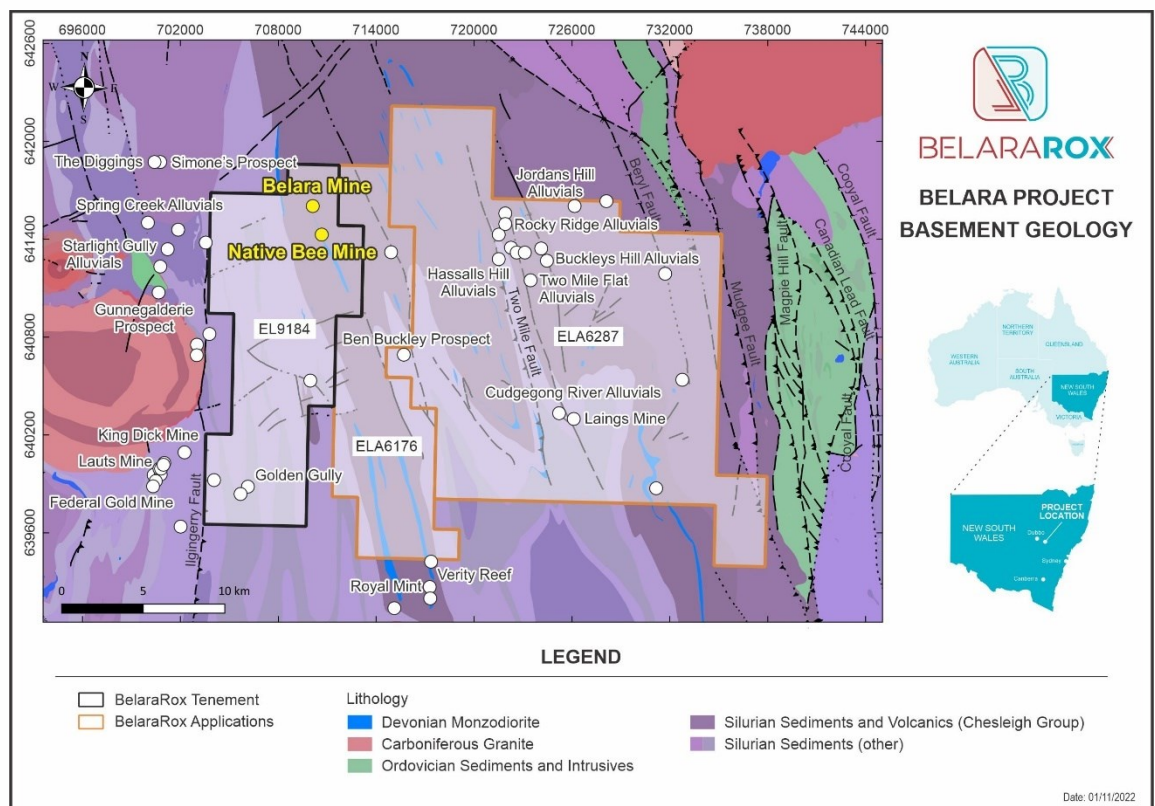 696000
702000
708000
714000
720000
726000
732000
738000
744000
6426000
6420000
6414000
6408000
6402000
6396000
N
W
E
S
The Diggings
Simone's Prospect
Belara Mine
Spring Creek Alluvials
Native Bee Mine
Starlight Gully
Alluvials
Gunnegalderie
Prospect
Jordans Hill
Alluvials
Rocky Ridge Alluvials
Buckleys Hill Alluvials
Hassalls Hill
Alluvials
Two Mile Flat
Alluvials
EL9184
Ben Buckley Prospect
ELA6287
Two Mile Fault
Cudgegong River Alluvials
Laings Mine
ELA6176
King Dick Mine
Lauts Mine
Federal Gold Mine
Golden Gully
Ilgingerry Fault
Royal Mint
Verity Reef
Beryl Fault
Mudgee Fault
Magpie Hill Fault
Canadian Lead Fault
Cooyal Fault
Cooyal Fault
0
5
10 km
BELARAROX
BELARA PROJECT
BASEMENT GEOLOGY
NORTHERN
TERRITORY
QUEENSLAND
WESTERN
AUSTRALIA
SOUTH
AUSTRALIA
NEW SOUTH
WALES
VICTORIA
PROJECT
LOCATION
NEW SOUTH
WALES
Dubbo
Sydney
Canberra
LEGEND
BelaraRox Tenement
BelaraRox Applications
Lithology
Devonian Monzodiorite
Carboniferous Granite
Ordovician Sediments and Intrusives
Silurian Sediments and Volcanics (Chesleigh Group)
Silurian Sediments (other)
Date: 01/11/2022